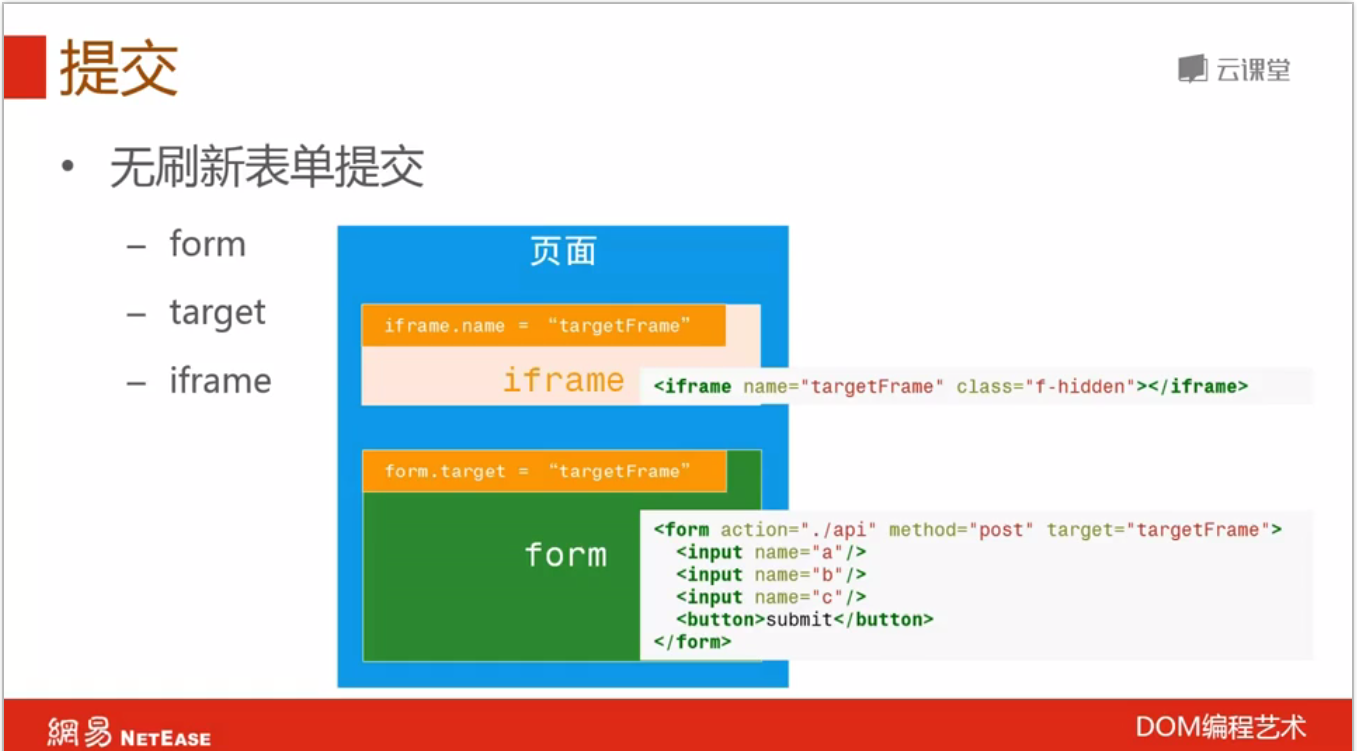 提交
云课堂
• 无刷新表单提交
– form
– target
– iframe
页面
iframe.name = “targetFrame”
iframe
<iframe name="targetFrame" class="f-hidden"></iframe>
form.target = “targetFrame”
form
<form action="./api" method="post" target="targetFrame">
<input name="a"/>
<input name="b"/>
<input name="c"/>
<button>submit</button>
</form>
網易 NETEASE
DOM编程艺术